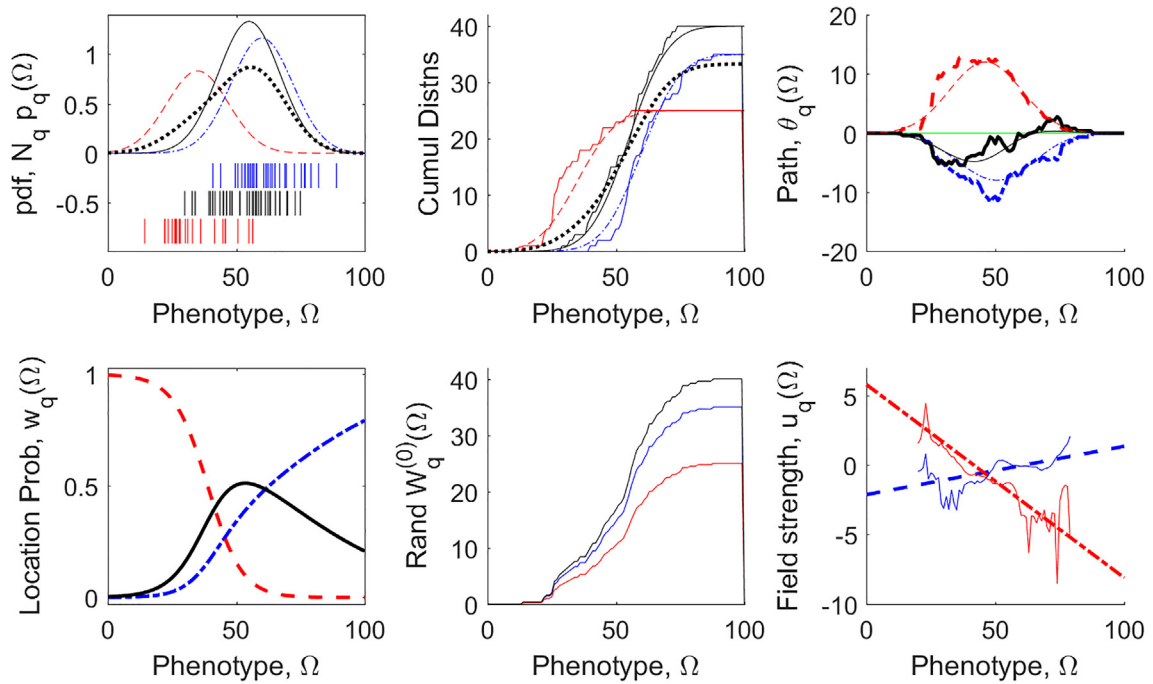 pdf, N_q p_q(Ω)
1
0.5
0
-0.5
0 50 100
Phenotype, Ω
Cumul Distns
40
30
20
10
0
0 50 100
Phenotype, Ω
Path, θ_q(Ω)
20
10
0
-10
-20
0 50 100
Phenotype, Ω
Location Prob, w_q(Ω)
1
0.5
0
0 50 100
Phenotype, Ω
Rand W_q^(0)(Ω)
40
30
20
10
0
0 50 100
Phenotype, Ω
Field strength, u_q(Ω)
5
0
-5
-10
0 50 100
Phenotype, Ω